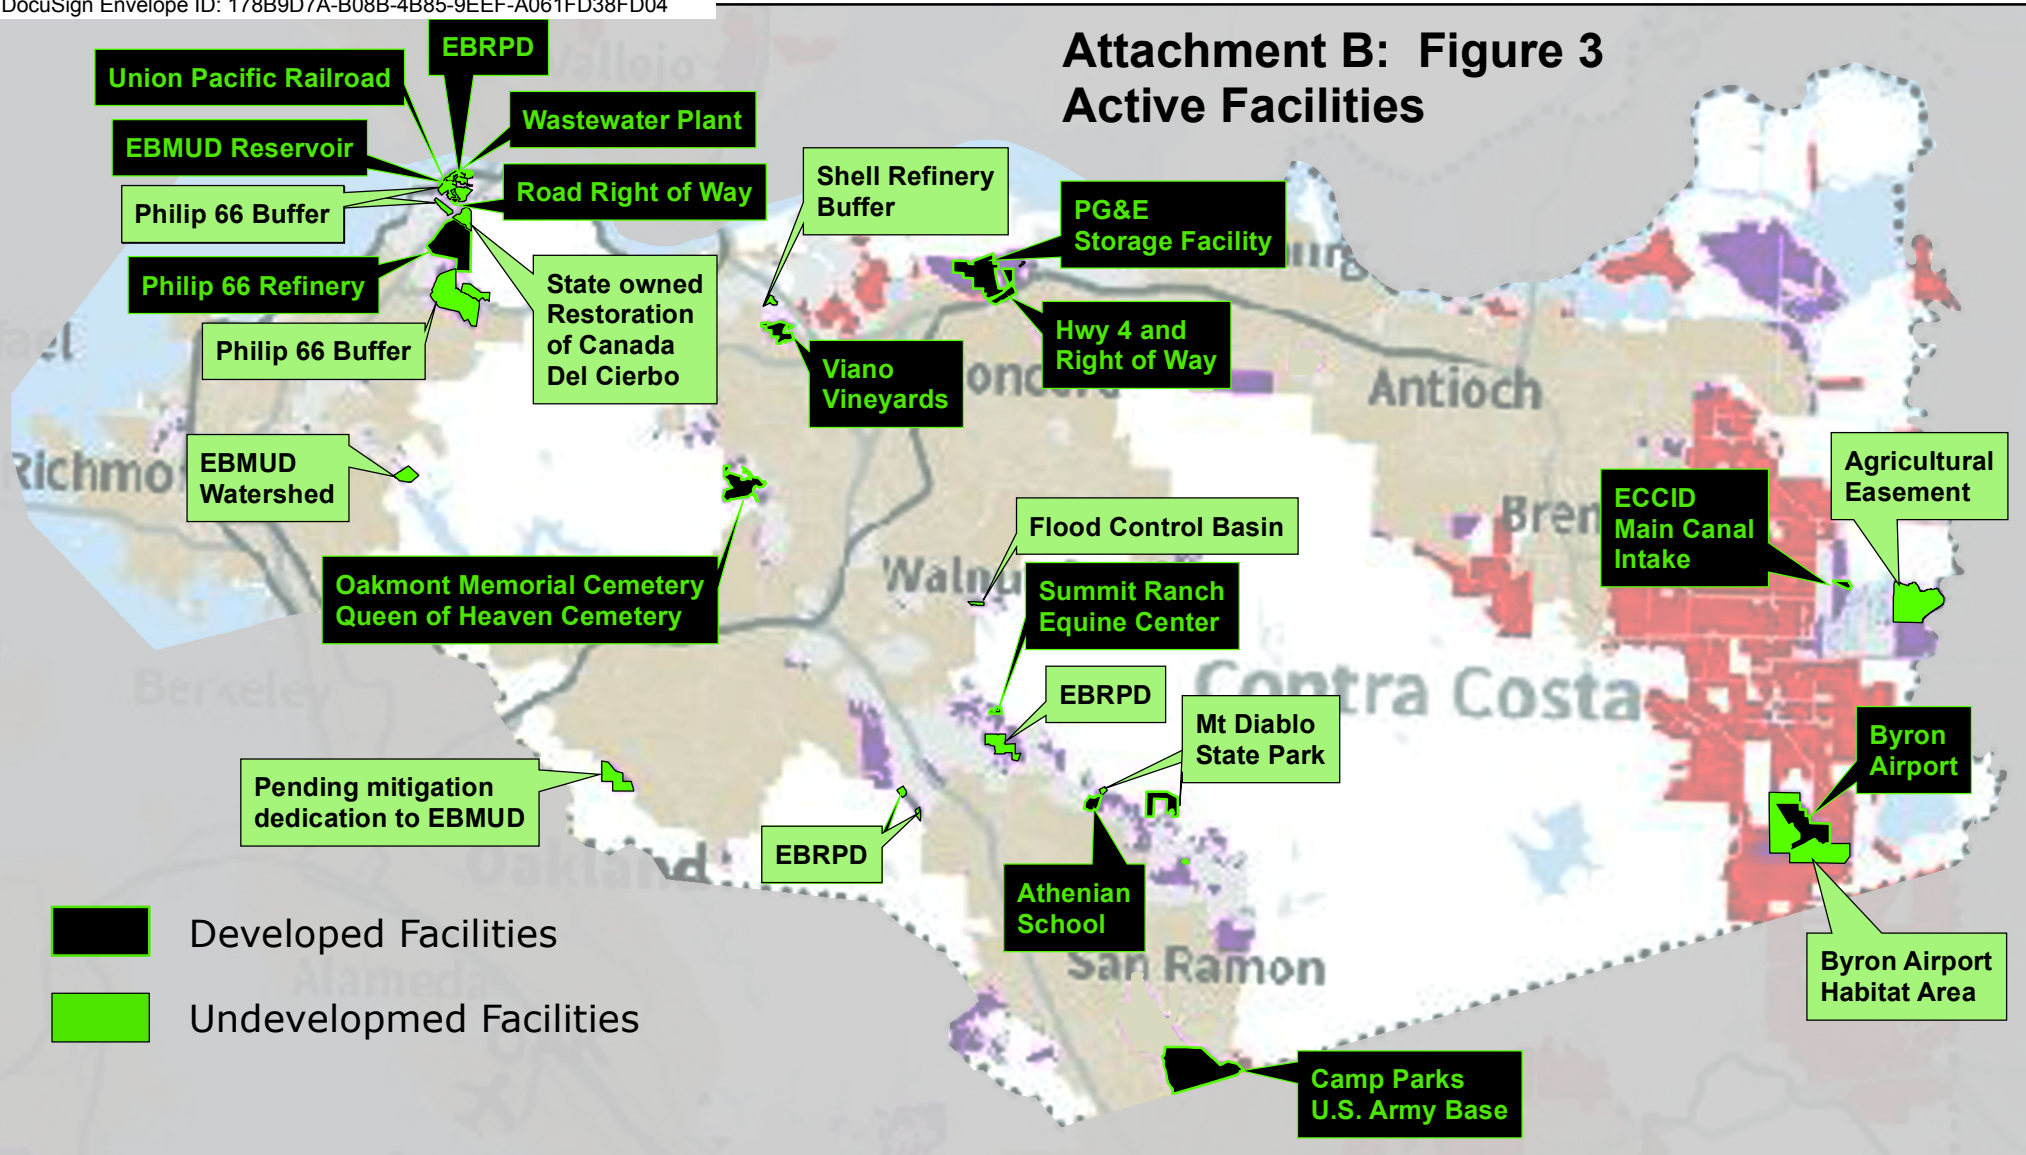 DocuSign Envelope ID: 178B9D7A-B08B-4B85-9EEF-A061FD38FD04
Attachment B: Figure 3
Active Facilities
EBRPD
Vallejo
Union Pacific Railroad
Wastewater Plant
EBMUD Reservoir
Road Right of Way
Philip 66 Buffer
Shell Refinery
Buffer
PG&E
Storage Facility
Philip 66 Refinery
State owned
Restoration
of Canada
Del Cierbo
Philip 66 Buffer
Hwy 4 and
Right of Way
Viano
Vineyards
Antioch
EBMUD
Watershed
Agricultural
Easement
ECCID
Main Canal
Intake
Flood Control Basin
Oakmont Memorial Cemetery
Queen of Heaven Cemetery
Summit Ranch
Equine Center
Berkeley
EBRPD
Contra Costa
Mt Diablo
State Park
Byron
Airport
Pending mitigation
dedication to EBMUD
EBRPD
Oakland
Athenian
School
San Ramon
Byron Airport
Habitat Area
Developed Facilities
Alameda
Undevelopmed Facilities
OAK
Camp Parks
U.S. Army Base